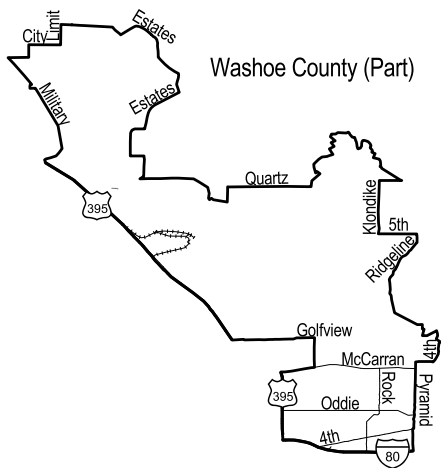 City Limit
Estates
Washoe County (Part)
Estates
Military
Quartz
Klondike
395
5th
Ridgeline
Golfview
4th
McCarran
Rock
Pyramid
395
Oddie
4th
80